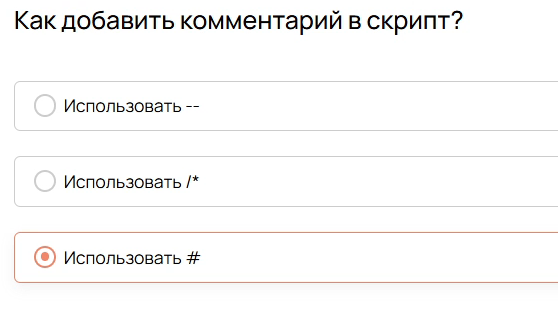 Как добавить комментарий в скрипт?
Использовать --
Использовать /*
Использовать #